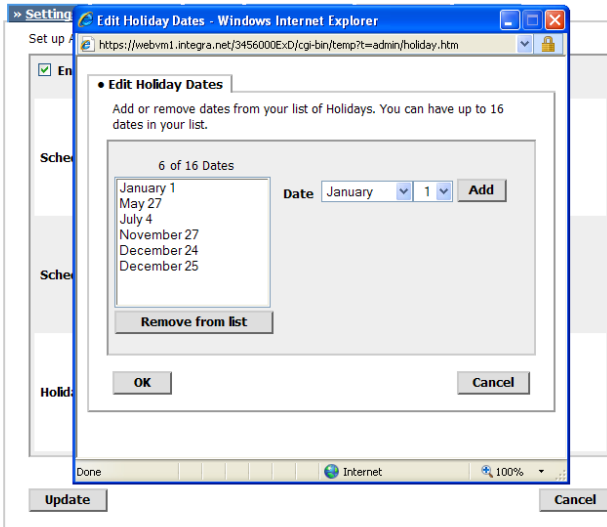 » Setting
Edit Holiday Dates - Windows Internet Explorer
Set up
https://webvm1.integra.net/3456000ExD/cgi-bin/temp?t=admin/holiday.htm
En
• Edit Holiday Dates
Add or remove dates from your list of Holidays. You can have up to 16
dates in your list.
6 of 16 Dates
Sche
January 1
May 27
July 4
November 27
December 24
December 25
Date January 1 Add
Sche
Remove from list
OK Cancel
Holid
Done Internet 100%
Update Cancel